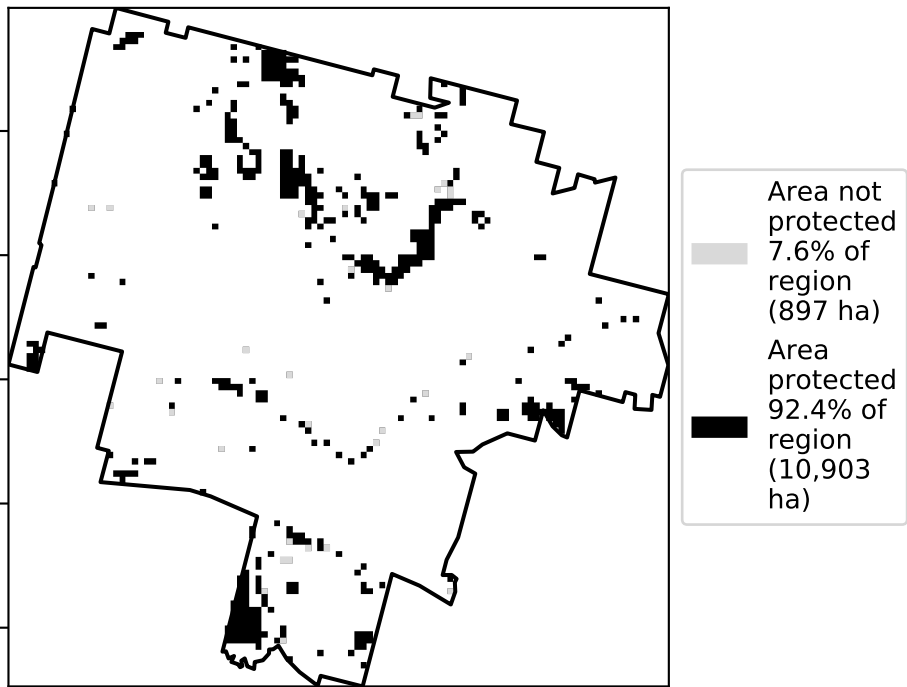 Area not
protected
7.6% of
region
(897 ha)
Area
protected
92.4% of
region
(10,903
ha)